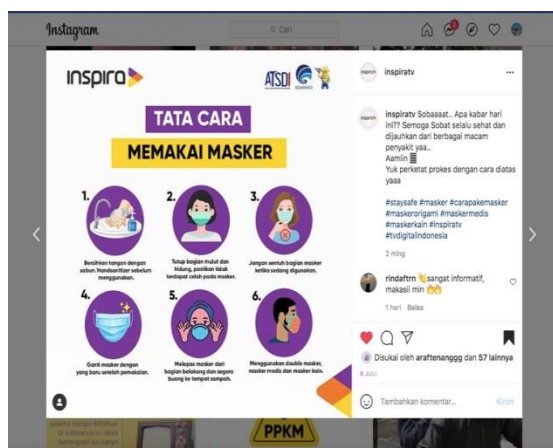 Instagram
Cari
inspira
ATSDI
KOMINFO
TATA CARA
MEMAKAI MASKER
1.
Bersihkan tangan dengan
sabun/Handsanitizer sebelum
menggunakan.
2.
Tutup bagian mulut dan
hidung, pastikan tidak
terdapat celah pada masker.
3.
Jangan sentuh bagian masker
ketika sedang digunakan.
4.
Ganti masker dengan
yang baru setelah pemakaian.
5.
Melepas masker dari
bagian belakang dan segera
buang ke tempat sampah.
6.
Menggunakan double masker,
masker medis dan masker kain.
inspiratv
inspiratv Sobaaaat.. Apa kabar hari
ini?? Semoga Sobat selalu sehat dan
dijauhkan dari berbagai macam
penyakit yaa..
Aamiin
Yuk perketat prokes dengan cara diatas
yaaa
#staysafe #masker #carapakemasker
#maskerorigami #maskermedis
#maskerkain #inspiratv
#tvdigitalindonesia
2 ming
rindaftrn sangat informatif,
makasii min
1 hari Balas
Disukai oleh araftenanggg dan 57 lainnya
8 JULI
Tambahkan komentar...
Kirim
PPKM